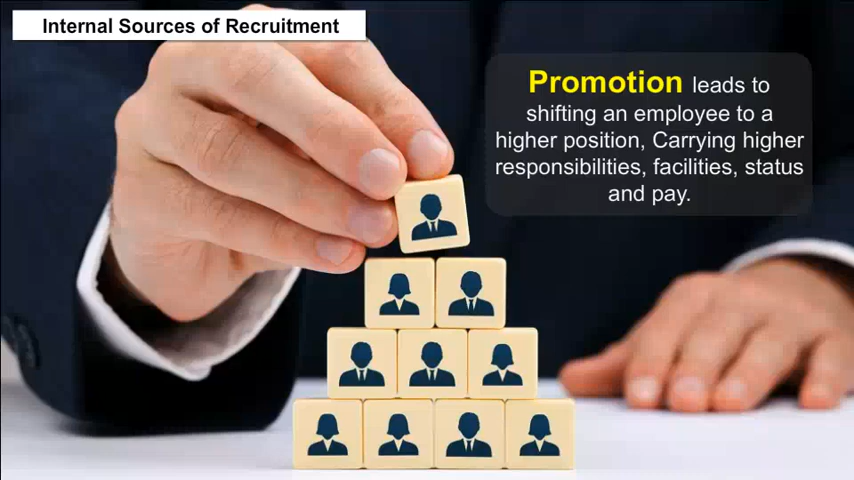 Internal Sources of Recruitment
Promotion leads to
shifting an employee to a
higher position, Carrying higher
responsibilities, facilities, status
and pay.